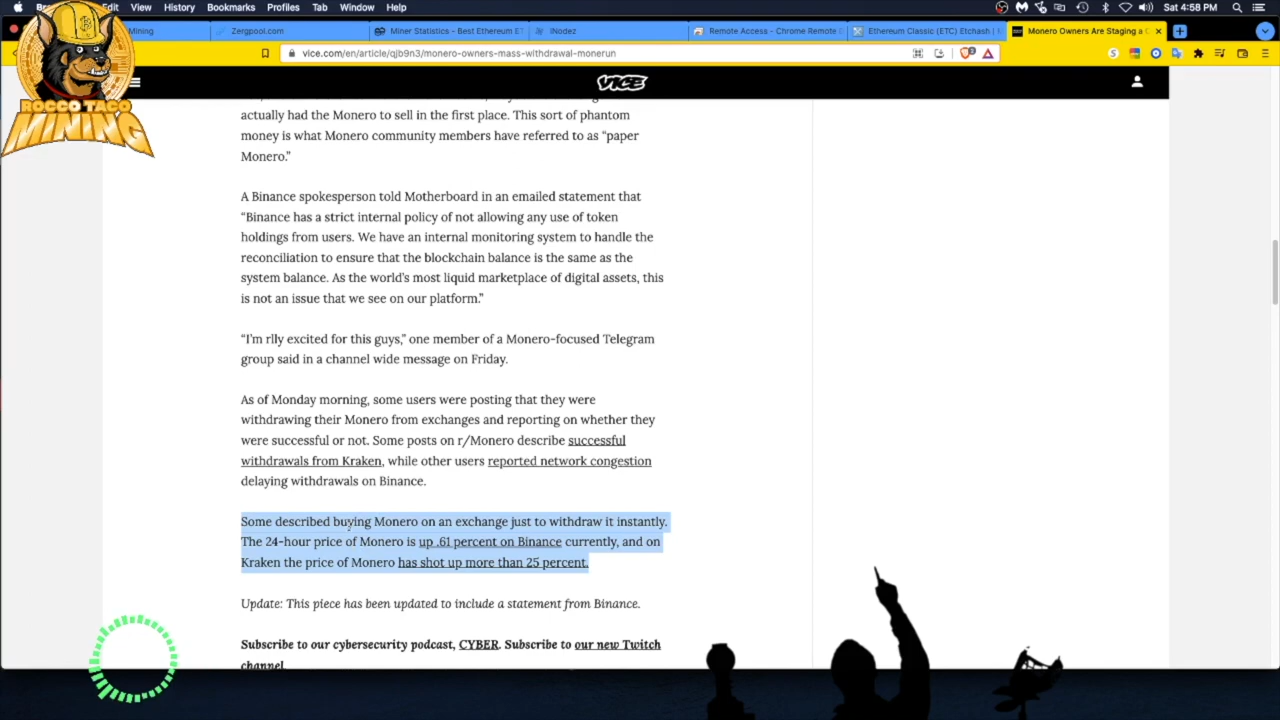 Edit View History Bookmarks Profiles Tab Window Help
Sat 4:58 PM
Mining
Zergpool.com
Miner Statistics - Best Ethereum ET
iNodez
Remote Access - Chrome Remote
Ethereum Classic (ETC) Etchash |
Monero Owners Are Staging a
vice.com/en/article/qjb9n3/monero-owners-mass-withdrawal-monerun
ROCCO TACO
MINING
VICE
actually had the Monero to sell in the first place. This sort of phantom
money is what Monero community members have referred to as “paper
Monero.”
A Binance spokesperson told Motherboard in an emailed statement that
“Binance has a strict internal policy of not allowing any use of token
holdings from users. We have an internal monitoring system to handle the
reconciliation to ensure that the blockchain balance is the same as the
system balance. As the world’s most liquid marketplace of digital assets, this
is not an issue that we see on our platform.”
“I’m rlly excited for this guys,” one member of a Monero-focused Telegram
group said in a channel wide message on Friday.
As of Monday morning, some users were posting that they were
withdrawing their Monero from exchanges and reporting on whether they
were successful or not. Some posts on r/Monero describe successful
withdrawals from Kraken, while other users reported network congestion
delaying withdrawals on Binance.
Some described buying Monero on an exchange just to withdraw it instantly.
The 24-hour price of Monero is up .61 percent on Binance currently, and on
Kraken the price of Monero has shot up more than 25 percent.
Update: This piece has been updated to include a statement from Binance.
Subscribe to our cybersecurity podcast, CYBER. Subscribe to our new Twitch
channel.